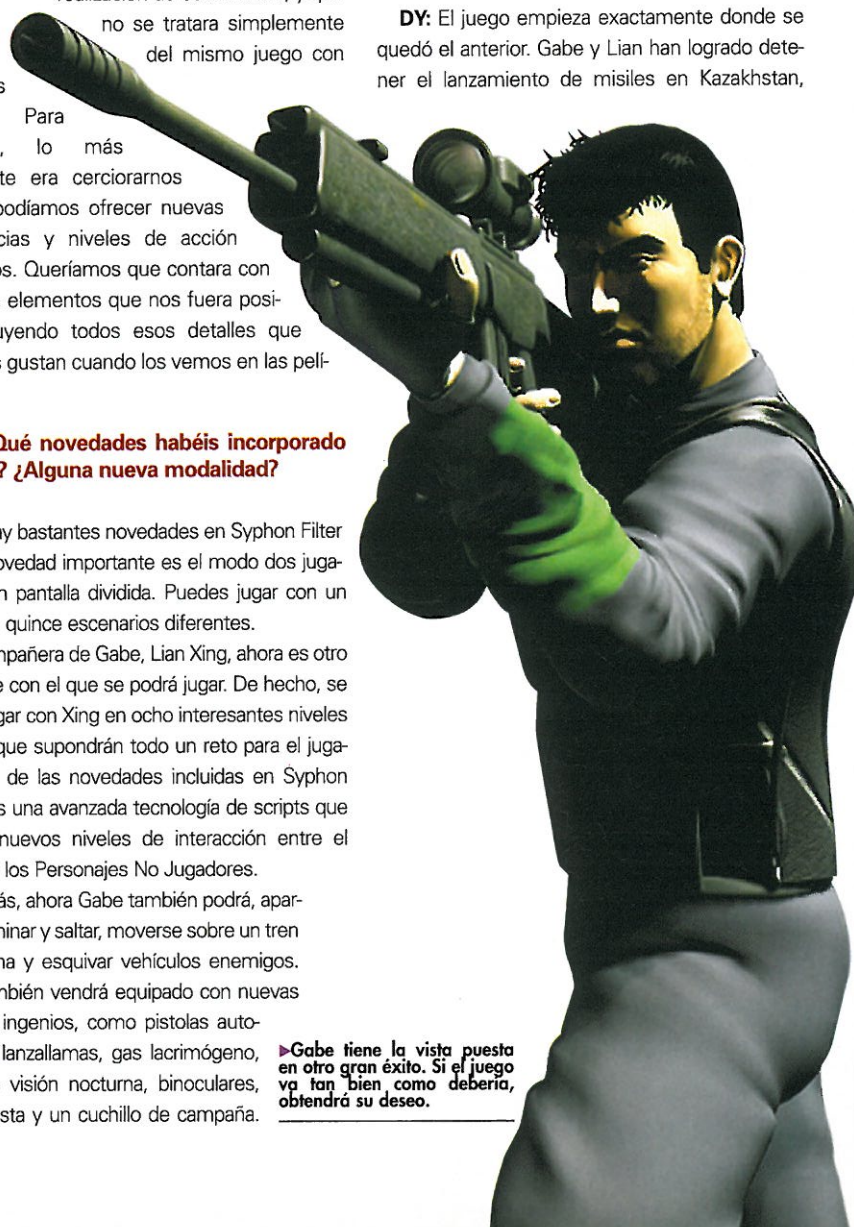 no se tratara simplemente
del mismo juego con
s
Para
, lo más
te era cerciorarnos
podíamos ofrecer nuevas
cias y niveles de acción
os. Queríamos que contara con
elementos que nos fuera posi-
uyendo todos esos detalles que
s gustan cuando los vemos en las pelí-
Qué novedades habéis incorporado
? ¿Alguna nueva modalidad?
y bastantes novedades en Syphon Filter
ovedad importante es el modo dos juga-
n pantalla dividida. Puedes jugar con un
quince escenarios diferentes.
mpañera de Gabe, Lian Xing, ahora es otro
e con el que se podrá jugar. De hecho, se
gar con Xing en ocho interesantes niveles
que supondrán todo un reto para el juga-
de las novedades incluidas en Syphon
s una avanzada tecnología de scripts que
nuevos niveles de interacción entre el
los Personajes No Jugadores.
ás, ahora Gabe también podrá, apar-
minar y saltar, moverse sobre un tren
ha y esquivar vehículos enemigos.
mbién vendrá equipado con nuevas
ingenios, como pistolas auto-
lanzallamas, gas lacrimógeno,
visión nocturna, binoculares,
sta y un cuchillo de campaña.
DY: El juego empieza exactamente donde se
quedó el anterior. Gabe y Lian han logrado dete-
ner el lanzamiento de misiles en Kazakhstan,
▶Gabe tiene la vista puesta
en otro gran éxito. Si el juego
va tan bien como debería,
obtendrá su deseo.